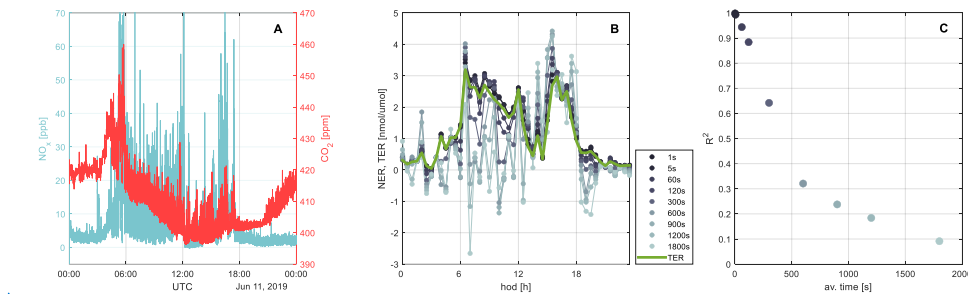 A
NOx [ppb]
70
60
50
40
30
20
10
0
CO2 [ppm]
470
460
450
440
430
420
410
400
390
00:00
06:00
12:00
18:00
00:00
UTC
Jun 11, 2019
B
NER, TER [nmol/umol]
5
4
3
2
1
0
-1
-2
-3
0
6
12
18
hod [h]
1s
5s
60s
120s
300s
600s
900s
1200s
1800s
TER
C
R2
1
0.9
0.8
0.7
0.6
0.5
0.4
0.3
0.2
0.1
0
0
500
1000
1500
2000
av. time [s]